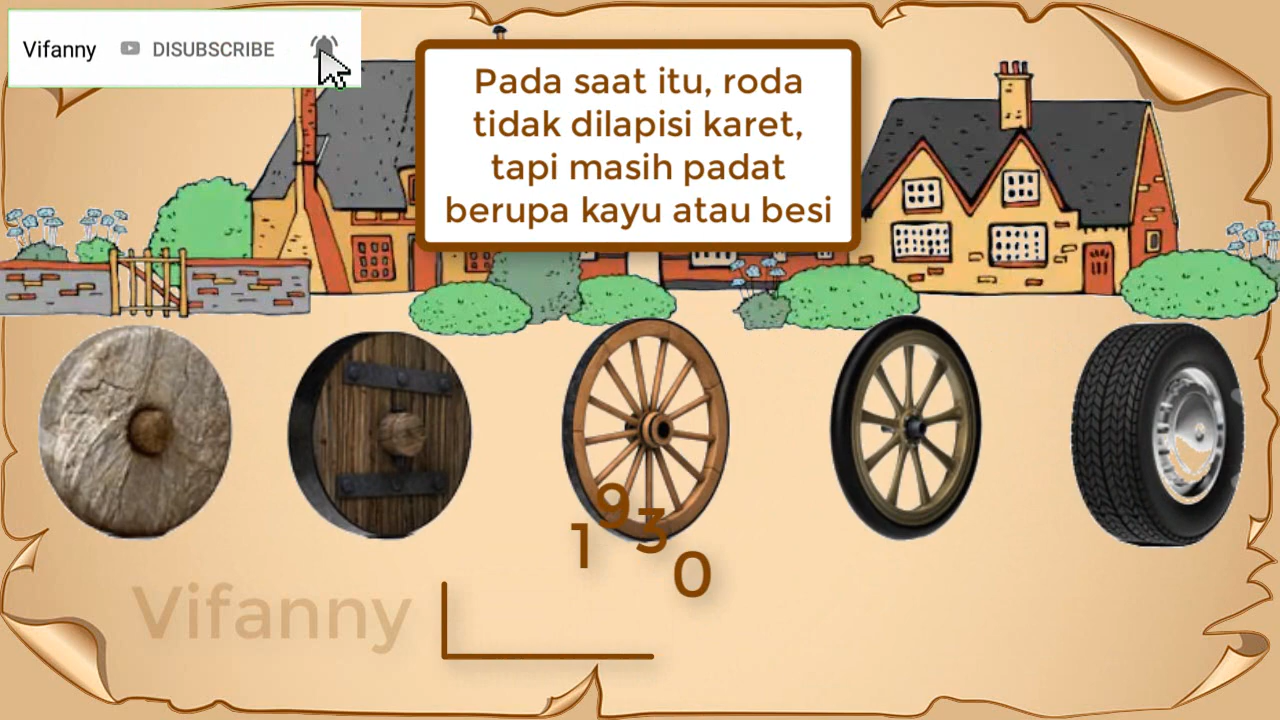 Vifanny DISUBSCRIBE
Pada saat itu, roda
tidak dilapisi karet,
tapi masih padat
berupa kayu atau besi
1930
Vifanny